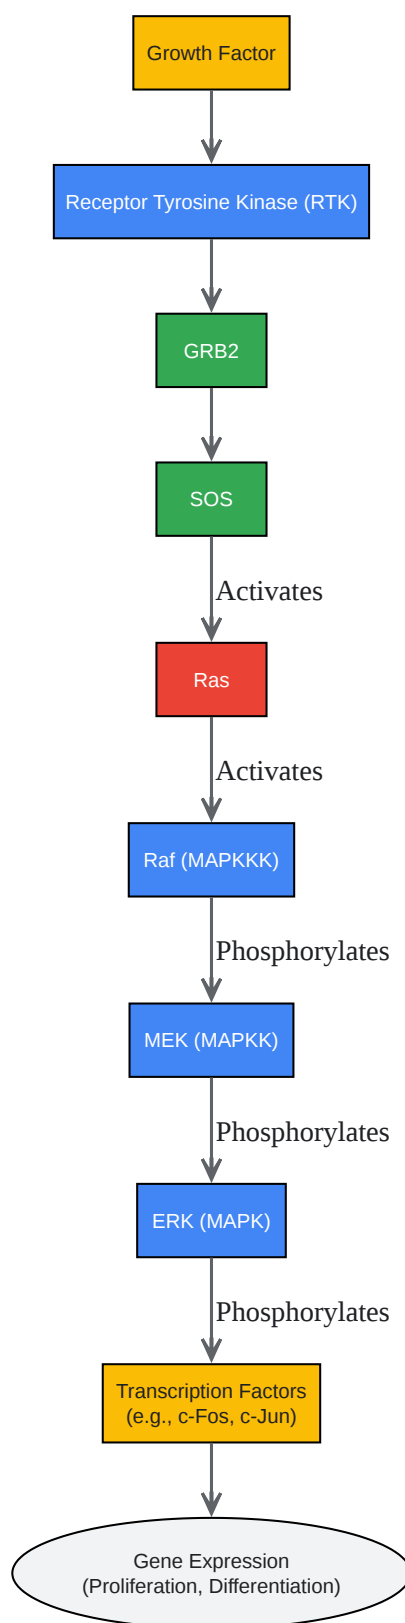 Growth Factor
Receptor Tyrosine Kinase (RTK)
GRB2
SOS
Activates
Ras
Activates
Raf (MAPKKK)
Phosphorylates
MEK (MAPKK)
Phosphorylates
ERK (MAPK)
Phosphorylates
Transcription Factors
(e.g., c-Fos, c-Jun)
Gene Expression
(Proliferation, Differentiation)